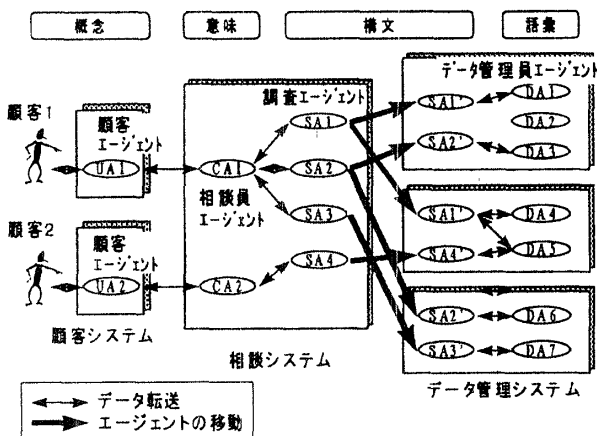 概念 意味 構文 語彙
データ管理員エージェント
調査エージェント
顧客1
顧客
エージェント
UA1
CA1
相談員
エージェント
SA1
SA2
SA3
SA4
顧客2
顧客
エージェント
UA2
CA2
顧客システム
相談システム
SA1' DA1
DA2
SA2' DA3
SA1' DA4
SA4' DA5
SA2' DA6
SA3' DA7
データ管理システム
データ転送
エージェントの移動